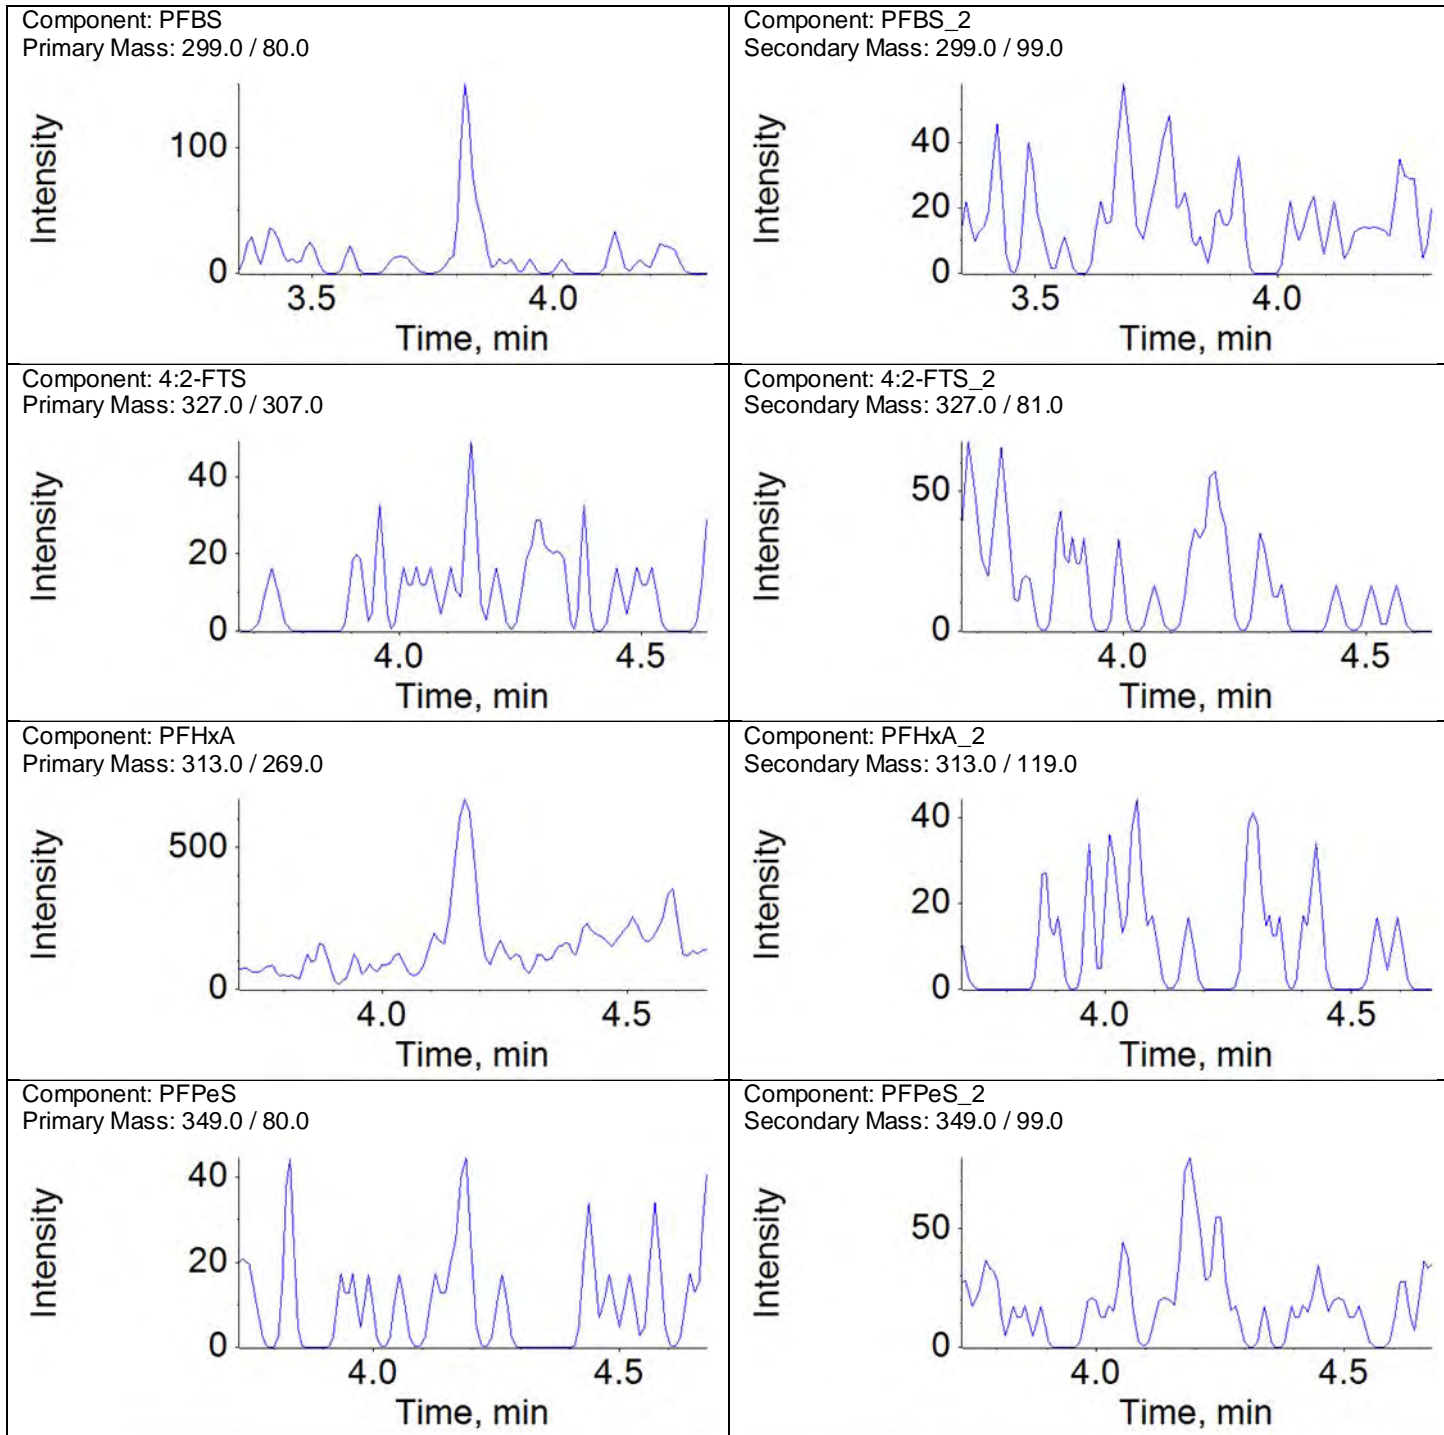 Component: PFBS
Primary Mass: 299.0 / 80.0
Intensity
100
0
3.5 4.0
Time, min
Component: PFBS_2
Secondary Mass: 299.0 / 99.0
Intensity
40
20
0
3.5 4.0
Time, min
Component: 4:2-FTS
Primary Mass: 327.0 / 307.0
Intensity
40
20
0
4.0 4.5
Time, min
Component: 4:2-FTS_2
Secondary Mass: 327.0 / 81.0
Intensity
50
0
4.0 4.5
Time, min
Component: PFHxA
Primary Mass: 313.0 / 269.0
Intensity
500
0
4.0 4.5
Time, min
Component: PFHxA_2
Secondary Mass: 313.0 / 119.0
Intensity
40
20
0
4.0 4.5
Time, min
Component: PFPeS
Primary Mass: 349.0 / 80.0
Intensity
40
20
0
4.0 4.5
Time, min
Component: PFPeS_2
Secondary Mass: 349.0 / 99.0
Intensity
50
0
4.0 4.5
Time, min